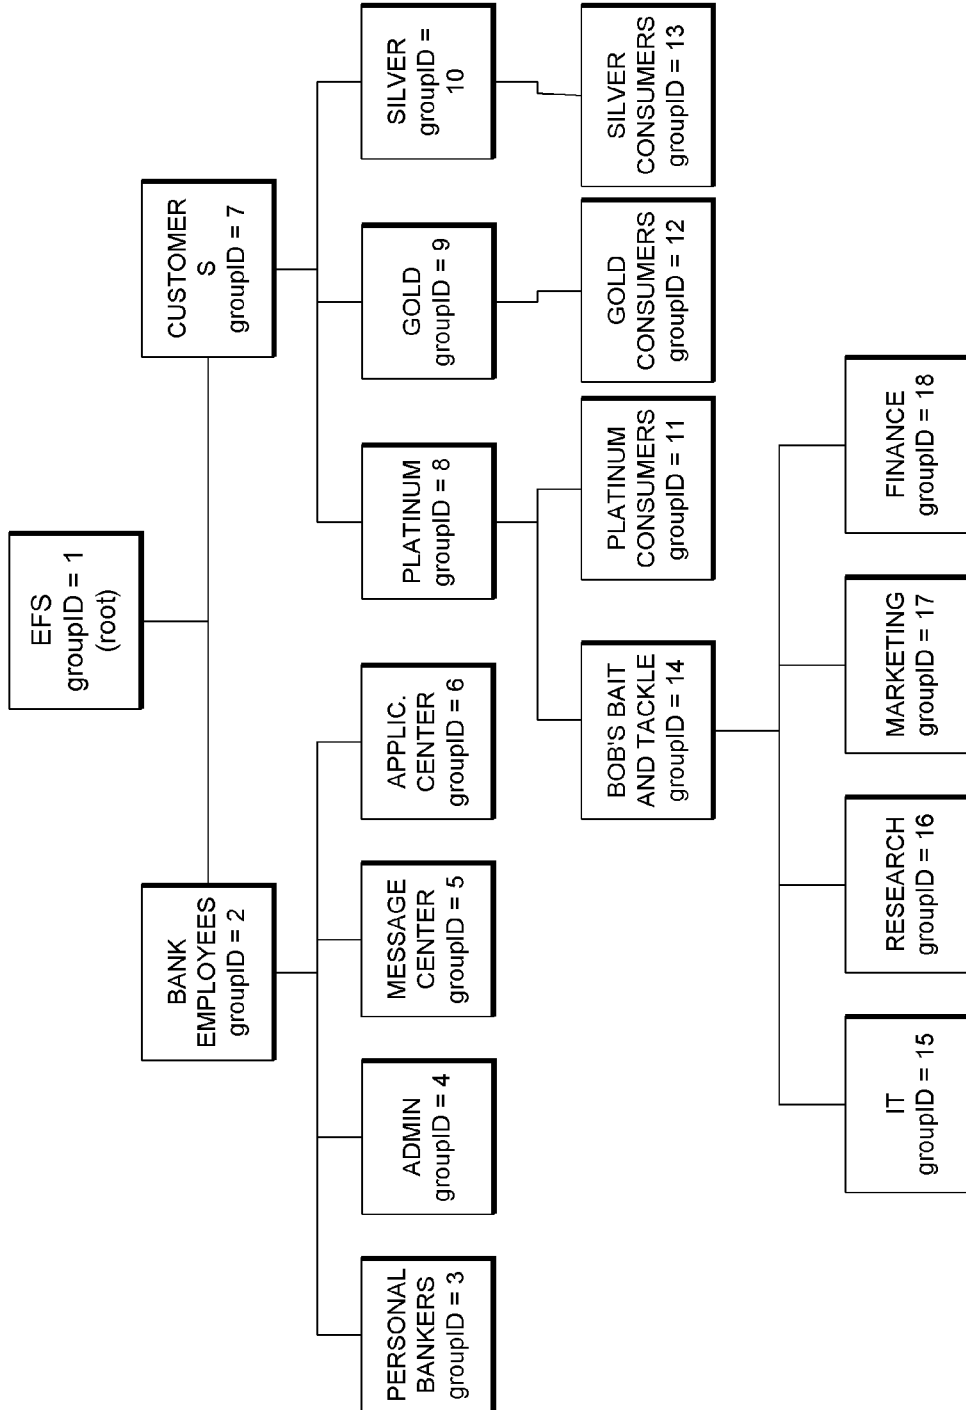 EFS
groupID = 1
(root)
BANK
EMPLOYEES
groupID = 2
CUSTOMER
S
groupID = 7
PERSONAL
BANKERS
groupID = 3
ADMIN
groupID = 4
MESSAGE
CENTER
groupID = 5
APPLIC.
CENTER
groupID = 6
PLATINUM
groupID = 8
GOLD
groupID = 9
SILVER
groupID =
10
BOB'S BAIT
AND TACKLE
groupID = 14
PLATINUM
CONSUMERS
groupID = 11
GOLD
CONSUMERS
groupID = 12
SILVER
CONSUMERS
groupID = 13
IT
groupID = 15
RESEARCH
groupID = 16
MARKETING
groupID = 17
FINANCE
groupID = 18